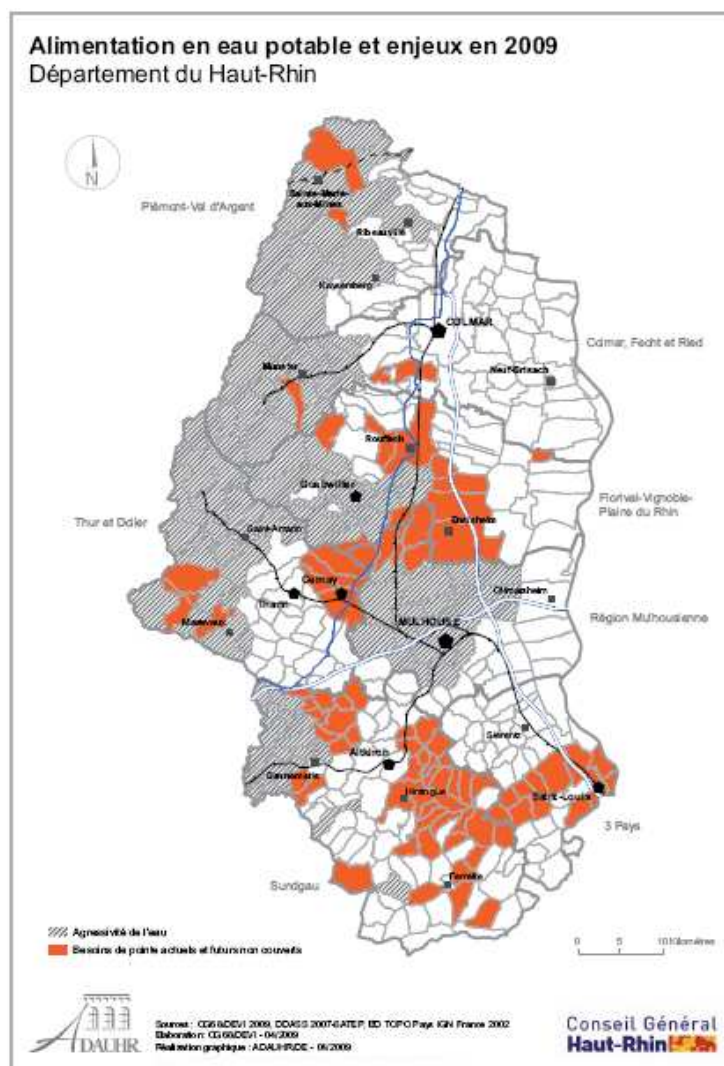 Alimentation en eau potable et enjeux en 2009
Département du Haut-Rhin
N
Piémont-Val d'Argent
Sainte-Marie-
aux-Mines
Ribeauvillé
Kaysersberg
COLMAR
Colmar, Fecht et Ried
Munster
Neuf-Brisach
Rouffach
Guebwiller
Florival-Vignoble-
Plaine du Rhin
Ensisheim
Thur et Doller
Saint-Amarin
Cernay
Thann
Masevaux
Ottmarsheim
Région Mulhousienne
MULHOUSE
Sierentz
Altkirch
Dannemarie
Hirsingue
Saint-Louis
3 Pays
Sundgau
Ferrette
Agressivité de l'eau
Besoins de pointe actuels et futurs non couverts
0 5 10 Kilomètres
ADAUHR
Sources : CG68/DEVI 2009, DDASS 2007-SATEP, BD TOPO Pays IGN France 2002
Elaboration : CG68/DEVI - 04/2009
Réalisation graphique : ADAUHR/DE - 06/2009
Conseil Général
Haut-Rhin